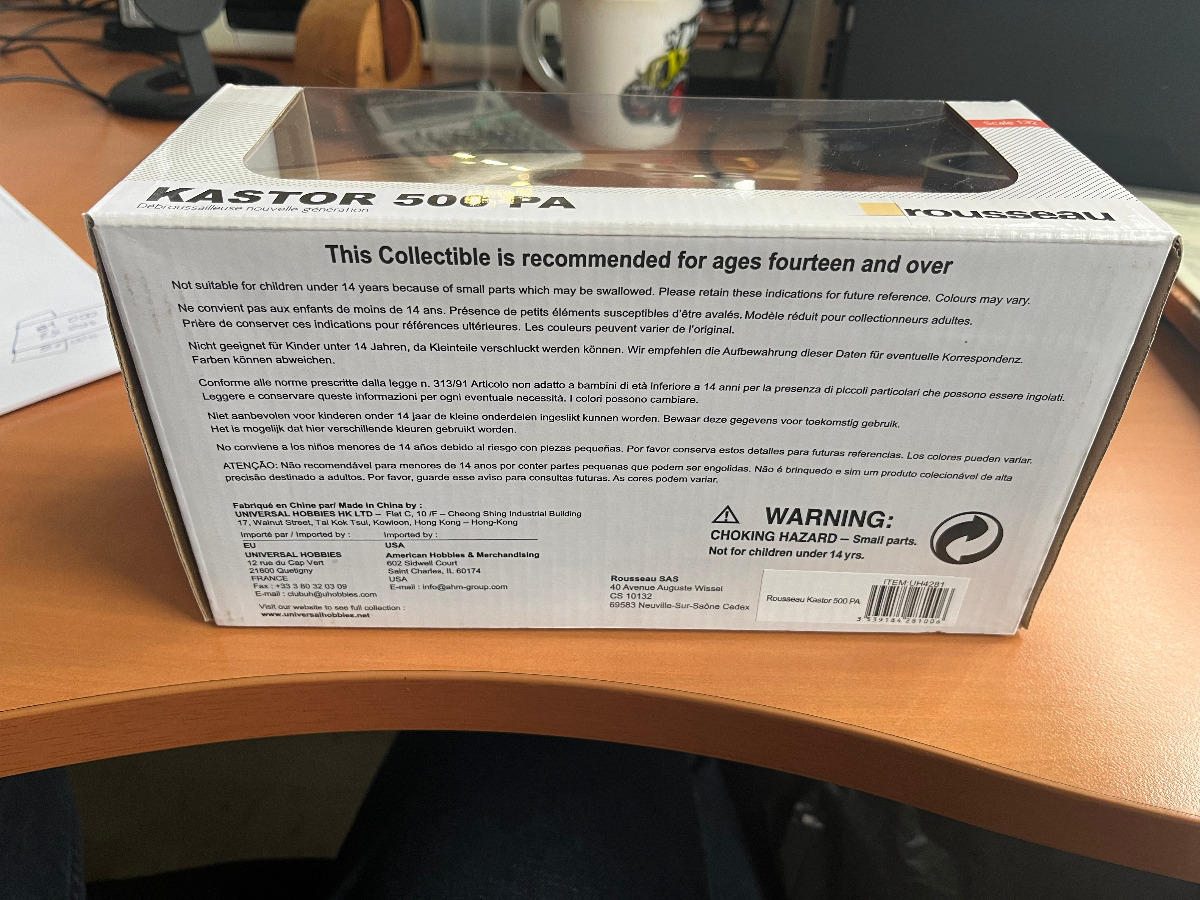 Scale 1:32
KASTOR 500 PA
Débroussailleuse nouvelle génération
rousseau
This Collectible is recommended for ages fourteen and over
Not suitable for children under 14 years because of small parts which may be swallowed. Please retain these indications for future reference. Colours may vary.
Ne convient pas aux enfants de moins de 14 ans. Présence de petits éléments susceptibles d'être avalés. Modèle réduit pour collectionneurs adultes.
Prière de conserver ces indications pour références ultérieures. Les couleurs peuvent varier de l'original.
Nicht geeignet für Kinder unter 14 Jahren, da Kleinteile verschluckt werden können. Wir empfehlen die Aufbewahrung dieser Daten für eventuelle Korrespondenz.
Farben können abweichen.
Conforme alle norme prescritte dalla legge n. 313/91 Articolo non adatto a bambini di età inferiore a 14 anni per la presenza di piccoli particolari che possono essere ingolati.
Leggere e conservare queste informazioni per ogni eventuale necessità. I colori possono cambiare.
Niet aanbevolen voor kinderen onder 14 jaar de kleine onderdelen ingeslikt kunnen worden. Bewaar deze gegevens voor toekomstig gebruik.
Het is mogelijk dat hier verschillende kleuren gebruikt worden.
No conviene a los niños menores de 14 años debido al riesgo con piezas pequeñas. Por favor conserva estos detalles para futuras referencias. Los colores pueden variar.
ATENÇÃO: Não recomendável para menores de 14 anos por conter partes pequenas que podem ser engolidas. Não é brinquedo e sim um produto colecionável de alta
precisão destinado a adultos. Por favor, guarde esse aviso para consultas futuras. As cores podem variar.
Fabriqué en Chine par/ Made in China by :
UNIVERSAL HOBBIES HK LTD – Flat C, 10 /F – Cheong Shing Industrial Building
17, Walnut Street, Tai Kok Tsui, Kowloon, Hong Kong – Hong-Kong
Importé par / Imported by :
EU
UNIVERSAL HOBBIES
12 rue du Cap Vert
21800 Quetigny
FRANCE
Fax : +33 3 80 32 03 09
E-mail : clubuh@uhobbies.com
Imported by :
USA
American Hobbies & Merchandising
602 Sidwell Court
Saint Charles, IL 60174
USA
E-mail : info@ahm-group.com
Visit our website to see full collection :
www.universalhobbies.net
WARNING:
CHOKING HAZARD – Small parts.
Not for children under 14 yrs.
Rousseau SAS
40 Avenue Auguste Wissel
CS 10132
69583 Neuville-Sur-Saône Cedex
ITEM:UH4281
Rousseau Kastor 500 PA
3 539184 281006